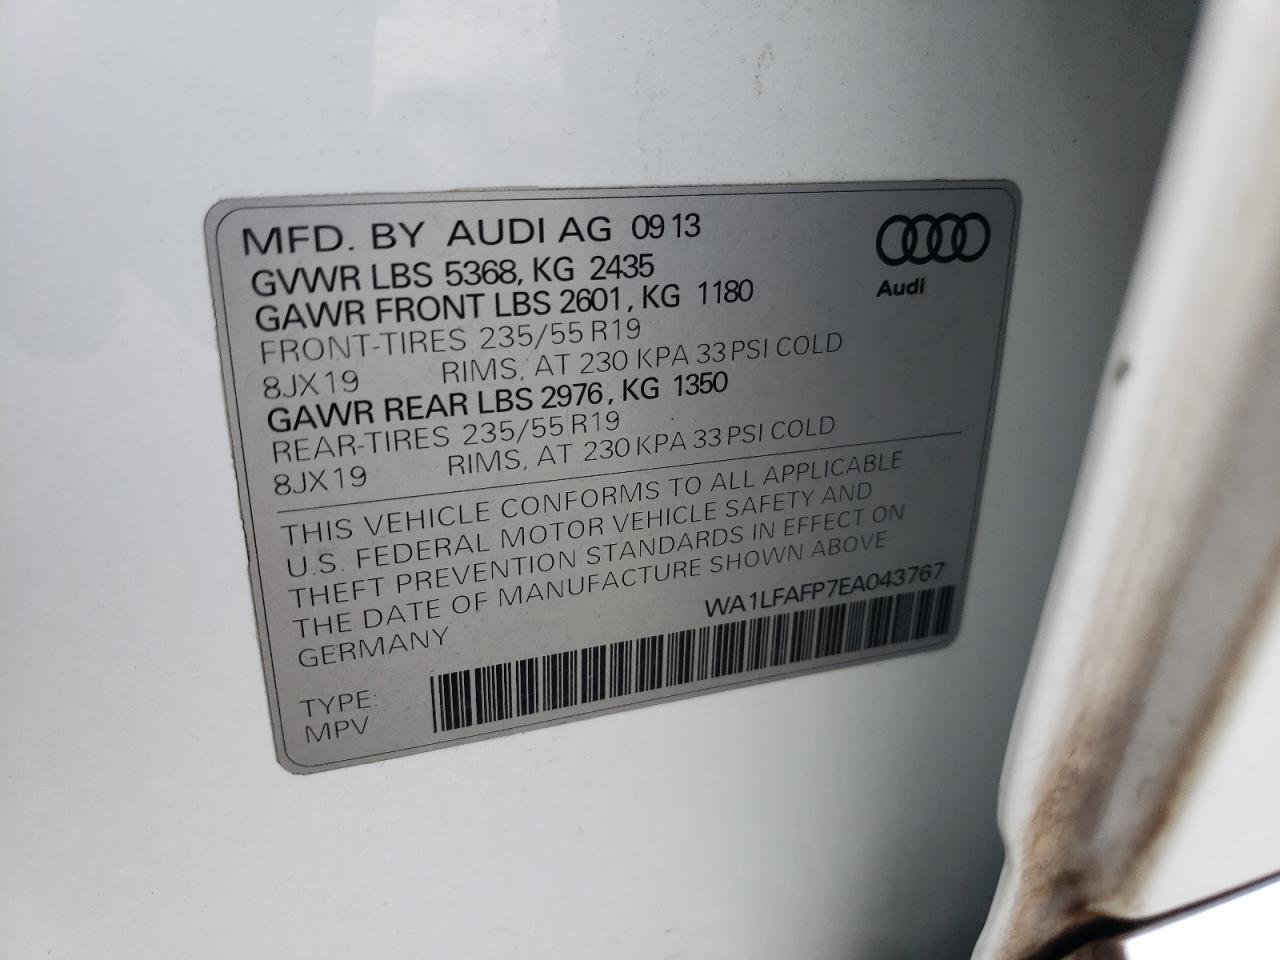 MFD. BY AUDI AG 09 13
GVWR LBS 5368, KG 2435
GAWR FRONT LBS 2601, KG 1180
FRONT-TIRES 235/55 R19
8JX19 RIMS, AT 230 KPA 33 PSI COLD
GAWR REAR LBS 2976, KG 1350
REAR-TIRES 235/55 R19
8JX19 RIMS, AT 230 KPA 33 PSI COLD
Audi
THIS VEHICLE CONFORMS TO ALL APPLICABLE
U.S. FEDERAL MOTOR VEHICLE SAFETY AND
THEFT PREVENTION STANDARDS IN EFFECT ON
THE DATE OF MANUFACTURE SHOWN ABOVE
GERMANY
WA1LFAFP7EA043767
TYPE:
MPV